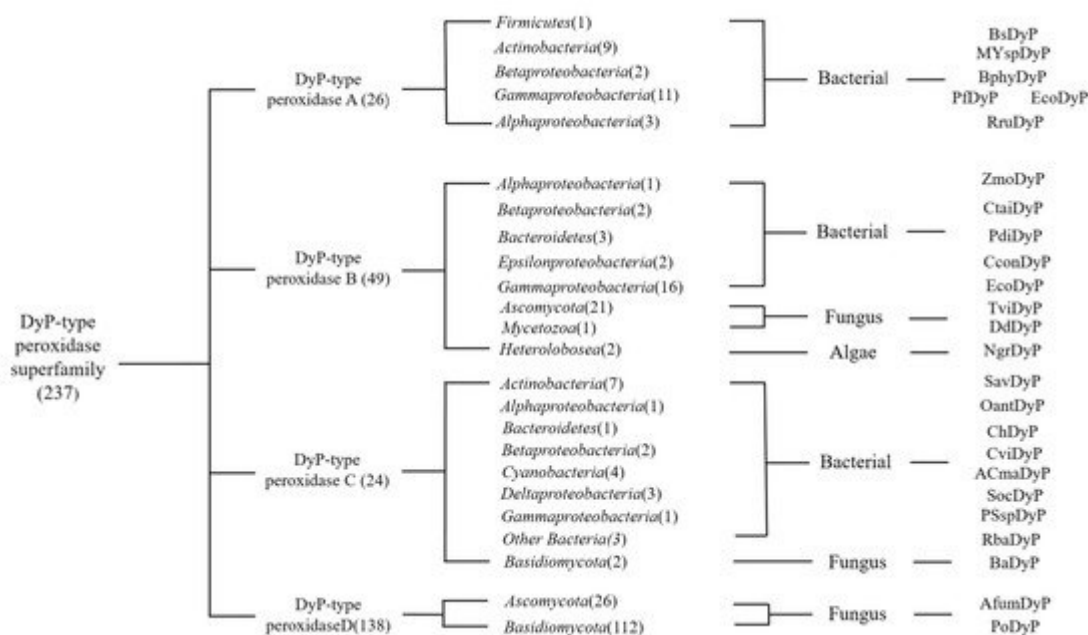 DyP-type
peroxidase
superfamily
(237)
DyP-type
peroxidase A (26)
Firmicutes(1)
Actinobacteria(9)
Betaproteobacteria(2)
Gammaproteobacteria(11)
Alphaproteobacteria(3)
Bacterial
BsDyP
MYspDyP
BphyDyP
PfDyP EcoDyP
RruDyP
DyP-type
peroxidase B (49)
Alphaproteobacteria(1)
Betaproteobacteria(2)
Bacteroidetes(3)
Epsilonproteobacteria(2)
Gammaproteobacteria(16)
Ascomycota(21)
Mycetozoa(1)
Heterolobosea(2)
Bacterial
Fungus
Algae
ZmoDyP
CtaiDyP
PdiDyP
CconDyP
EcoDyP
TviDyP
DdDyP
NgrDyP
DyP-type
peroxidase C (24)
Actinobacteria(7)
Alphaproteobacteria(1)
Bacteroidetes(1)
Betaproteobacteria(2)
Cyanobacteria(4)
Deltaproteobacteria(3)
Gammaproteobacteria(1)
Other Bacteria(3)
Basidiomycota(2)
Bacterial
Fungus
SavDyP
OantDyP
ChDyP
CviDyP
ACmaDyP
SocDyP
PSspDyP
RbaDyP
BaDyP
DyP-type
peroxidaseD(138)
Ascomycota(26)
Basidiomycota(112)
Fungus
AfumDyP
PoDyP